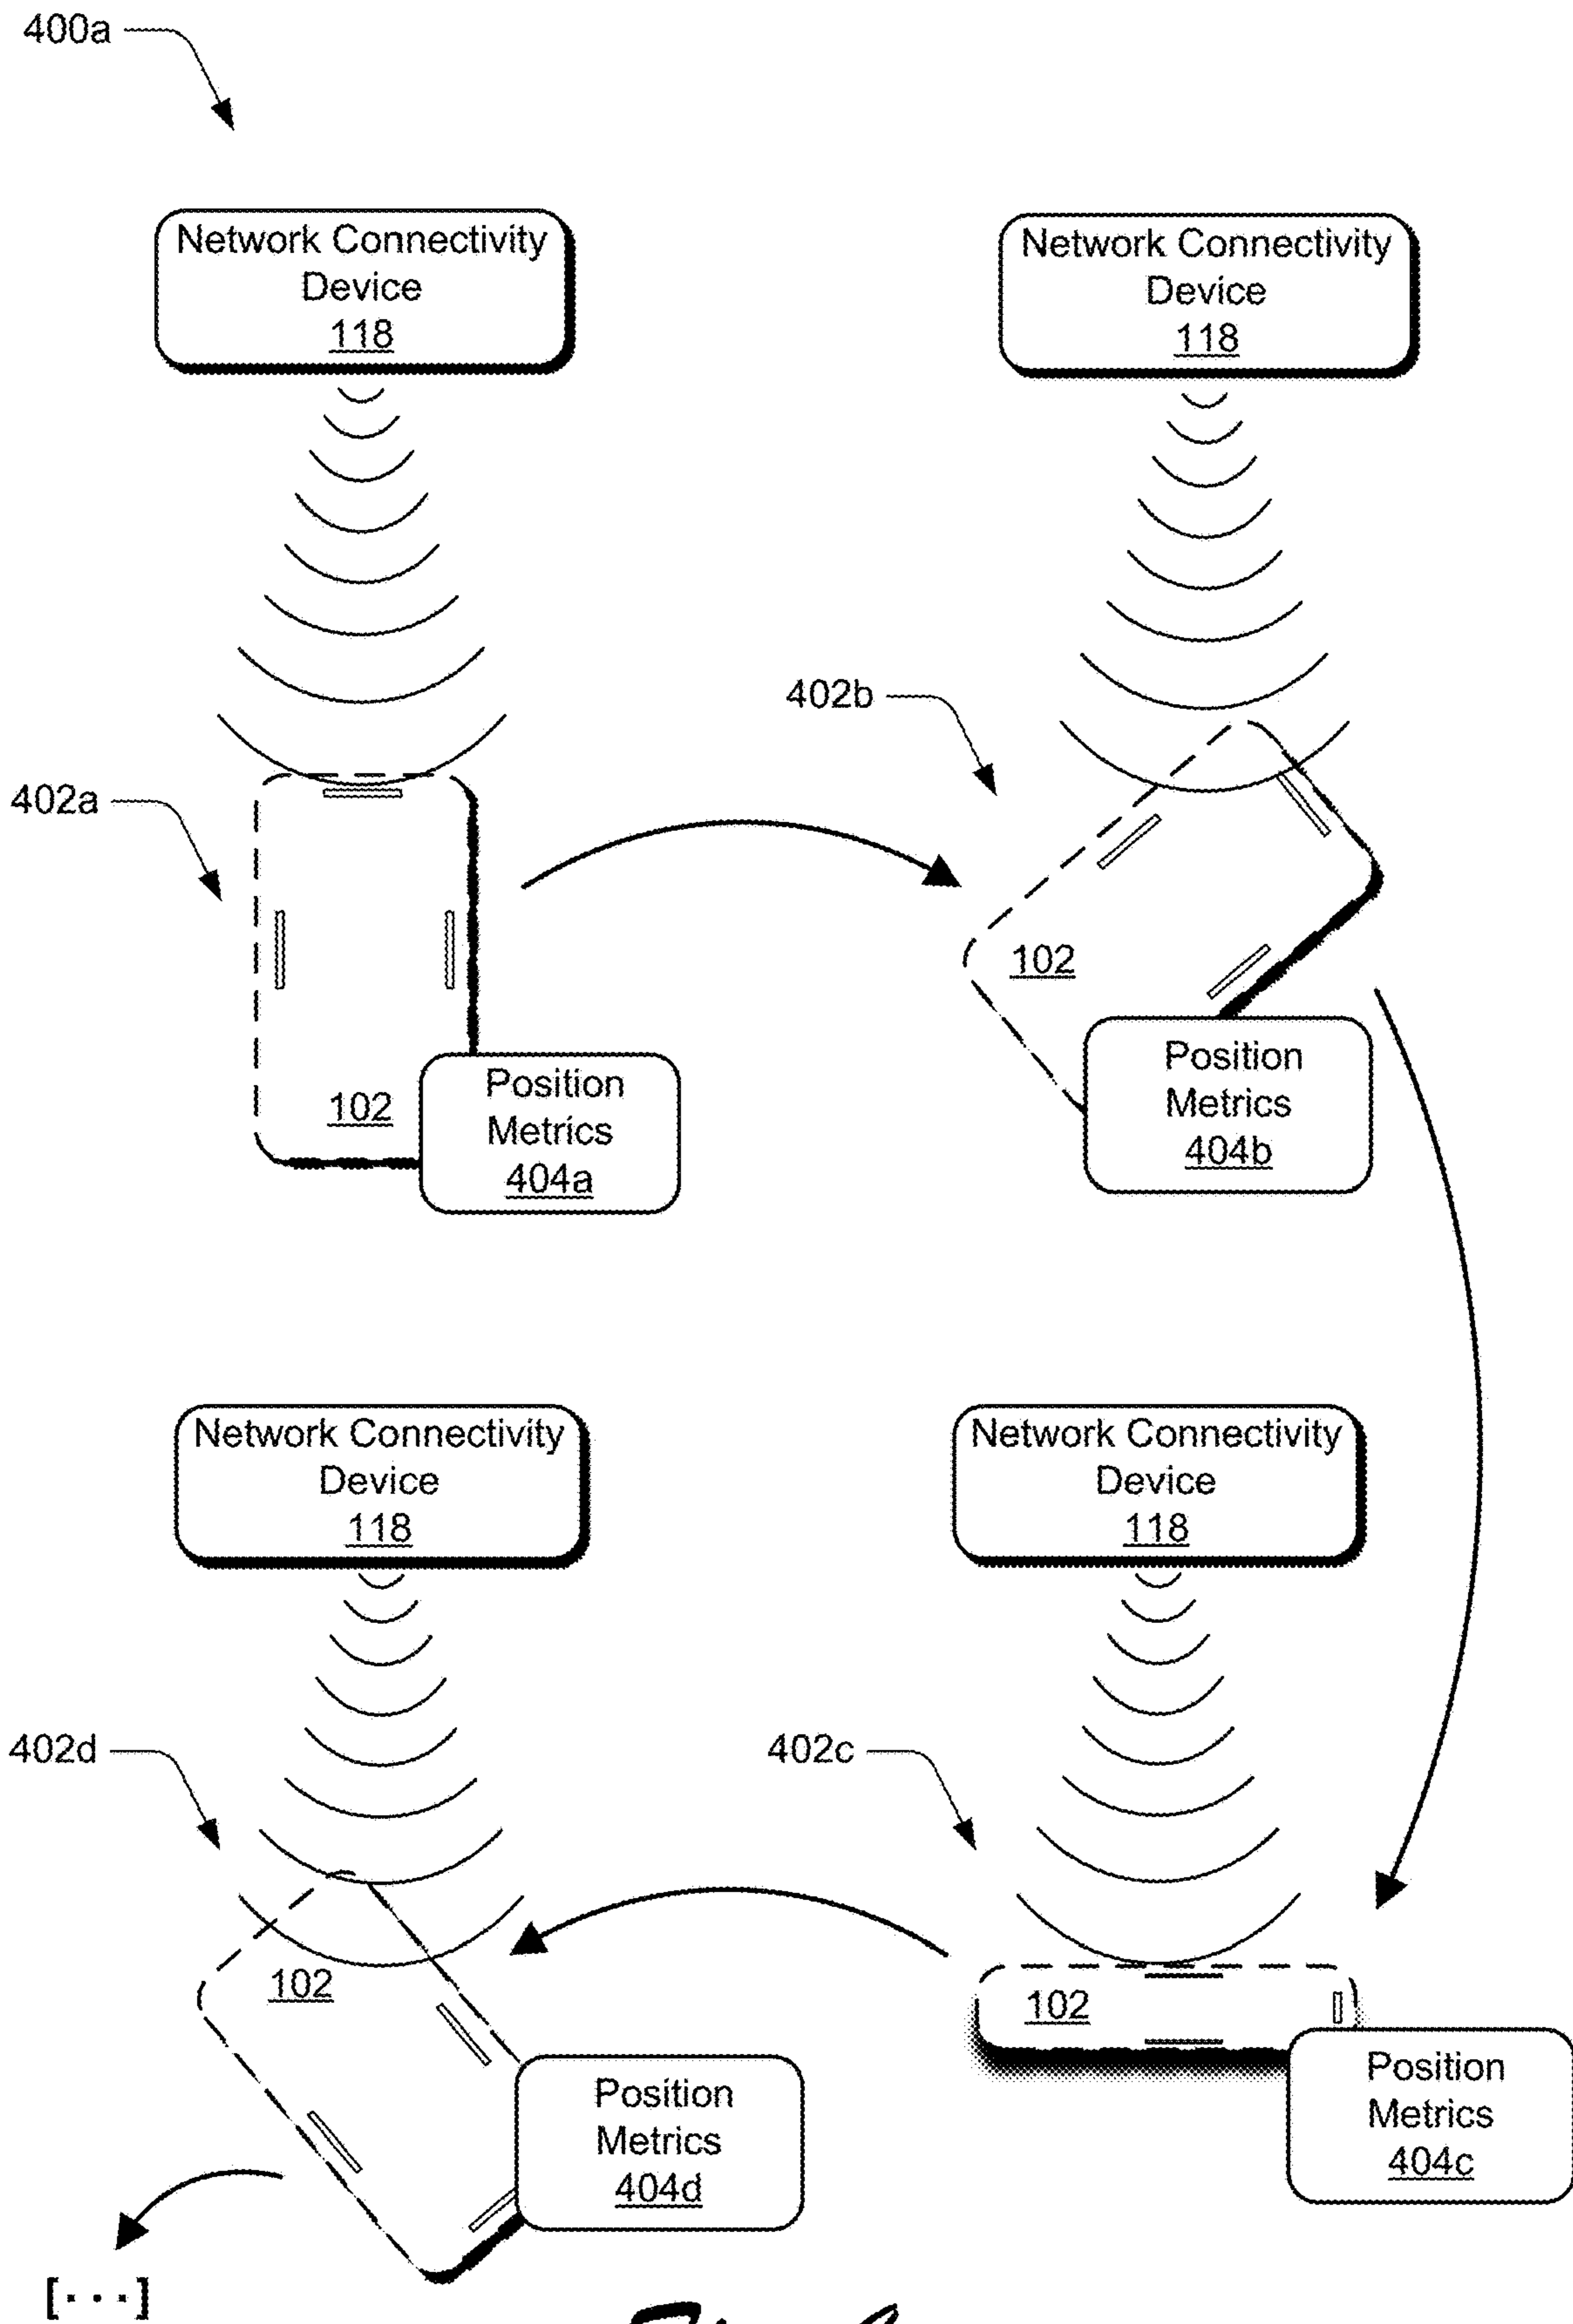 400a
Network Connectivity
Device
118
Network Connectivity
Device
118
402b
402a
102
102
Position
Metrics
404a
Position
Metrics
404b
Network Connectivity
Device
118
Network Connectivity
Device
118
402d
402c
102
102
Position
Metrics
404d
Position
Metrics
404c
[...]